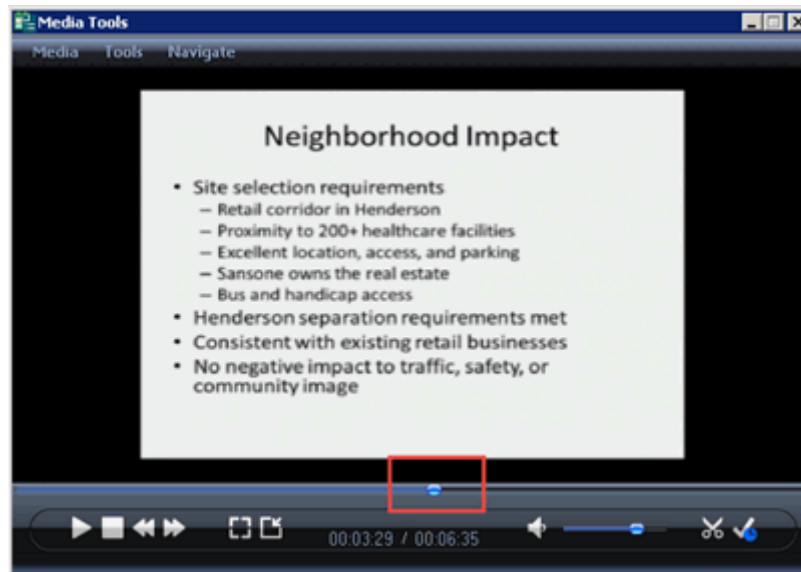 Media Tools
Media Tools Navigate
Neighborhood Impact
• Site selection requirements
– Retail corridor in Henderson
– Proximity to 200+ healthcare facilities
– Excellent location, access, and parking
– Sansone owns the real estate
– Bus and handicap access
• Henderson separation requirements met
• Consistent with existing retail businesses
• No negative impact to traffic, safety, or
community image
00:03:29 / 00:06:35